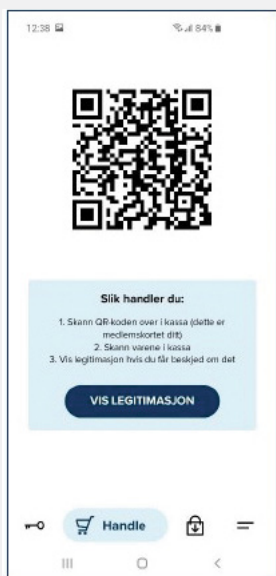 12:38
84%
Slik handler du:
1. Skann QR-koden over i kassa (dette er
medlemskortet ditt)
2. Skann varene i kassa
3. Vis legitimasjon hvis du får beskjed om det
VIS LEGITIMASJON
Handle